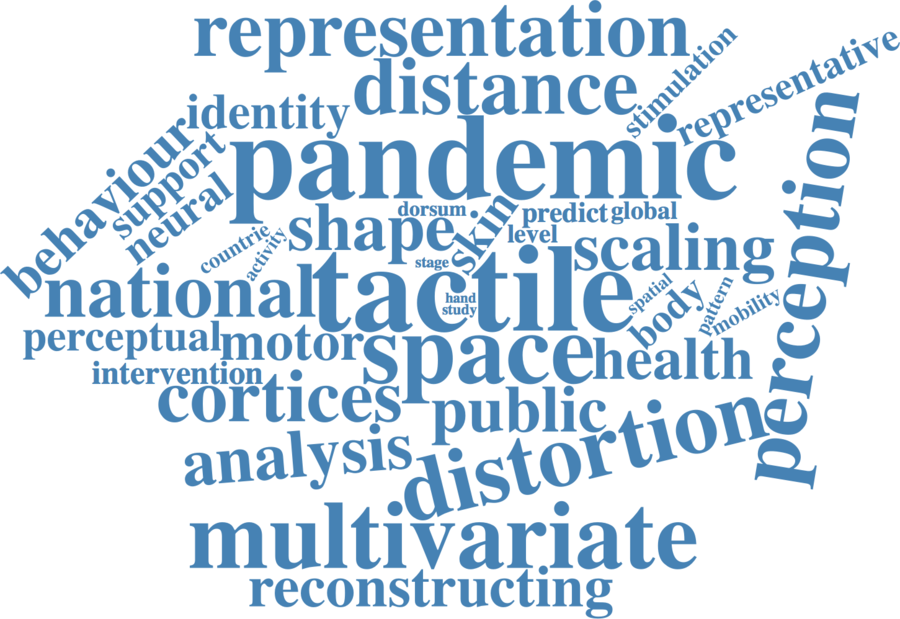 representation
distance
stimulation
representative
identity
pandemic
behaviour
support
neural
perception
dorsum
skin
predict
global
shape
level
countrie
activity
scaling
stage
national
tactile
hand
study
spatial
body
pattern
mobility
perceptual
motor
space
health
intervention
cortices
public
distortion
analysis
multivariate
reconstructing